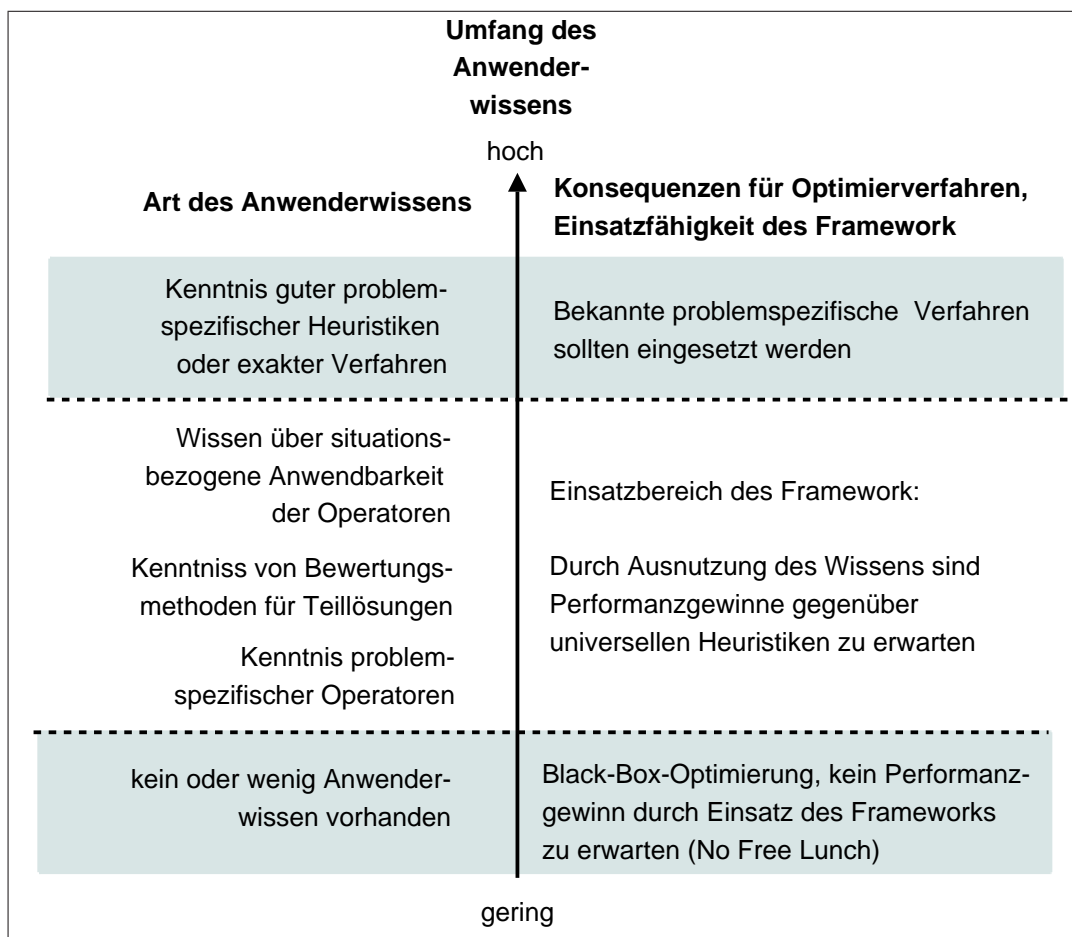 Umfang des
Anwender-
wissens
hoch
Art des Anwenderwissens
Konsequenzen für Optimierverfahren,
Einsatzfähigkeit des Framework
Kenntnis guter problem-
spezifischer Heuristiken
oder exakter Verfahren
Bekannte problemspezifische Verfahren
sollten eingesetzt werden
Wissen über situations-
bezogene Anwendbarkeit
der Operatoren
Kenntniss von Bewertungs-
methoden für Teillösungen
Kenntnis problem-
spezifischer Operatoren
Einsatzbereich des Framework:
Durch Ausnutzung des Wissens sind
Performanzgewinne gegenüber
universellen Heuristiken zu erwarten
kein oder wenig Anwender-
wissen vorhanden
Black-Box-Optimierung, kein Performanz-
gewinn durch Einsatz des Frameworks
zu erwarten (No Free Lunch)
gering